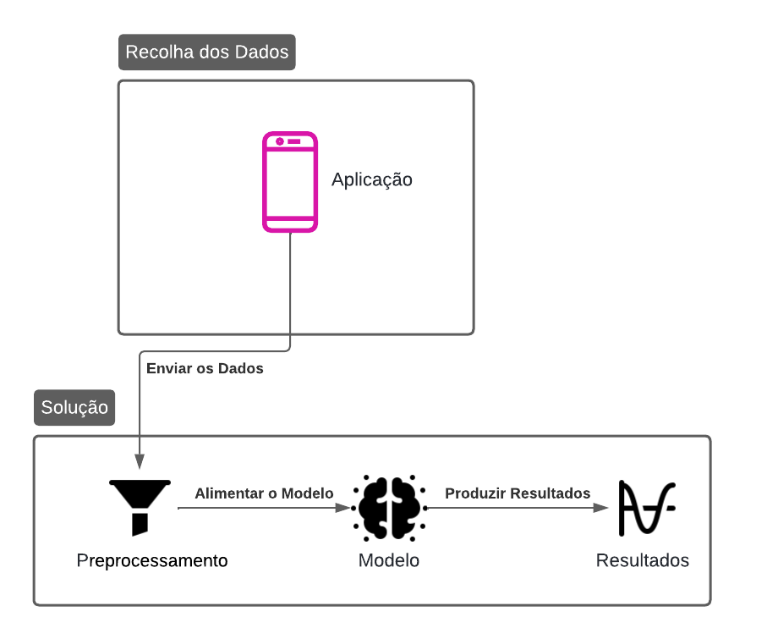 Recolha dos Dados
Aplicação
Enviar os Dados
Solução
Alimentar o Modelo
Produzir Resultados
Preprocessamento
Modelo
Resultados